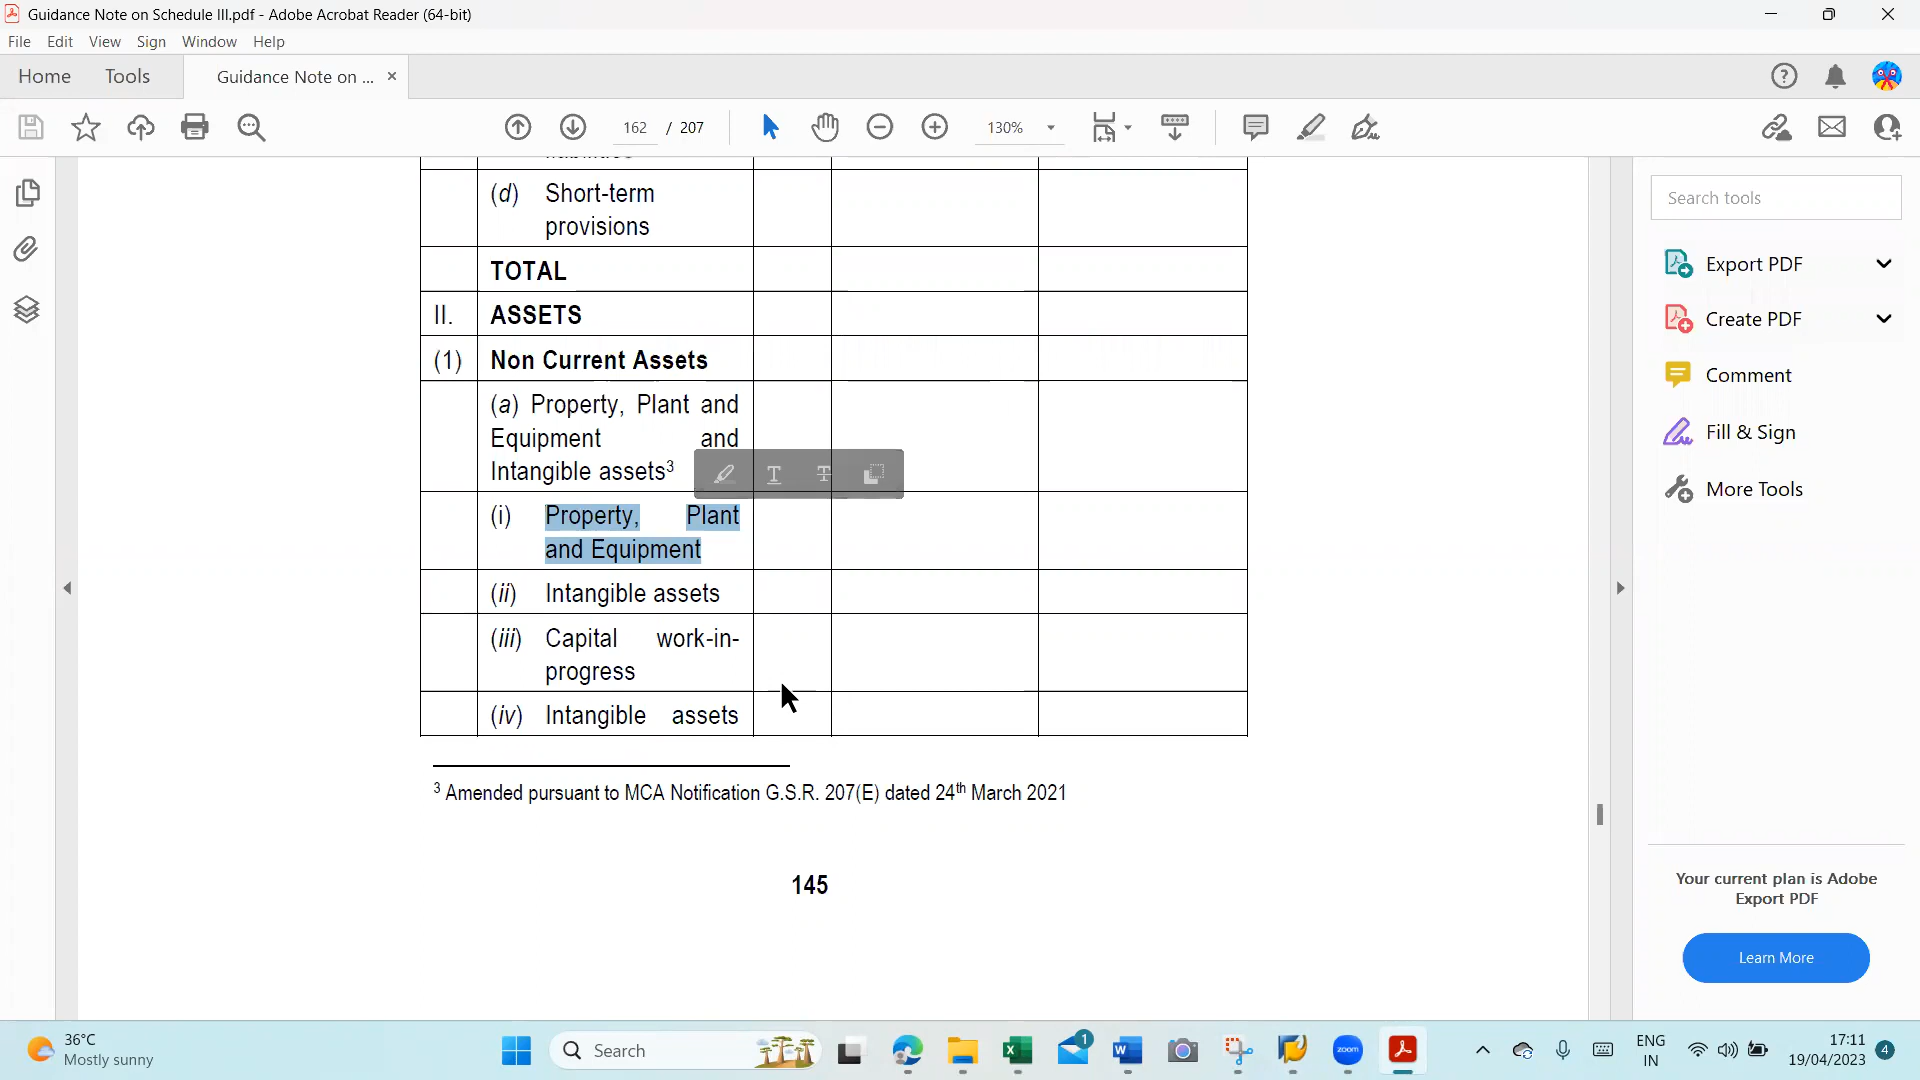 Guidance Note on Schedule III.pdf - Adobe Acrobat Reader (64-bit)
File Edit View Sign Window Help
Home Tools Guidance Note on ... ×
162 / 207 130%
(d) Short-term
provisions
TOTAL
II. ASSETS
(1) Non Current Assets
(a) Property, Plant and
Equipment and
Intangible assets³
(i) Property, Plant
and Equipment
(ii) Intangible assets
(iii) Capital work-in-
progress
(iv) Intangible assets
³ Amended pursuant to MCA Notification G.S.R. 207(E) dated 24th March 2021
145
Search tools
Export PDF
Create PDF
Comment
Fill & Sign
More Tools
Your current plan is Adobe
Export PDF
Learn More
36°C
Mostly sunny
Search
1
zoom
ENG
IN
17:11
19/04/2023
4